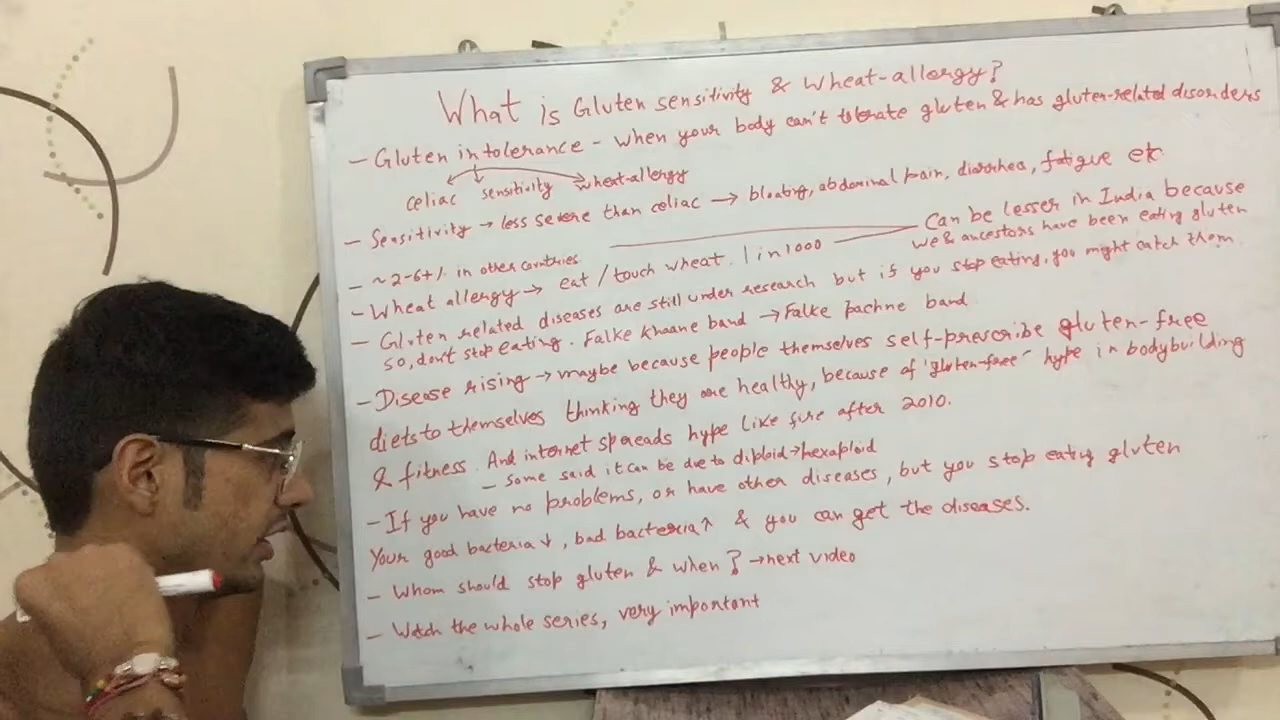 What is Gluten sensitivity & Wheat-allergy?
- Gluten intolerance - when your body can't tolerate gluten & has gluten-related disorders
celiac sensitivity wheat-allergy
- Sensitivity → less severe than celiac → bloating, abdominal pain, diarrhea, fatigue etc
- ~2-6+% in other countries
Can be lesser in India because
we & ancestors have been eating gluten
- Wheat allergy → eat / touch wheat. 1 in 1000
- Gluten related diseases are still under research but if you stop eating, you might catch them.
so, don't stop eating. Falke khaane band → Falke pachne band
- Disease rising → maybe because people themselves self-prescribe gluten-free
diets to themselves thinking they are healthy, because of "gluten-free" hype in bodybuilding
& fitness. And internet spreads hype like fire after 2010.
- Some said it can be due to diploid → hexaploid
- If you have no problems, or have other diseases, but you stop eating gluten
Your good bacteria ↓, bad bacteria ↑ & you can get the diseases.
- Whom should stop gluten & when? → next video
- Watch the whole series, very important